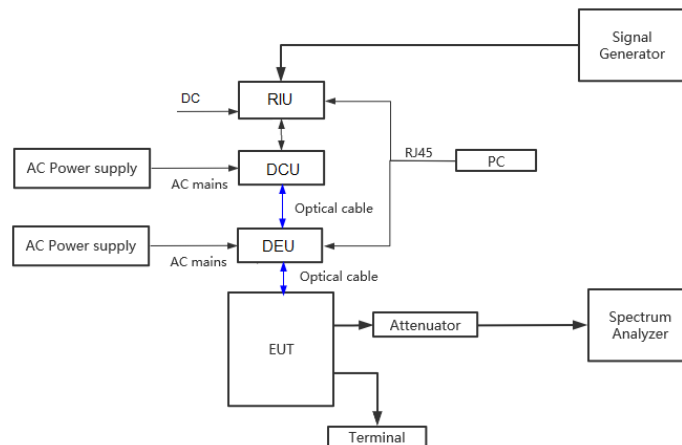 Signal
Generator
DC
RIU
RJ45
PC
AC Power supply
AC mains
DCU
Optical cable
AC Power supply
AC mains
DEU
Optical cable
EUT
Attenuator
Spectrum
Analyzer
Terminal